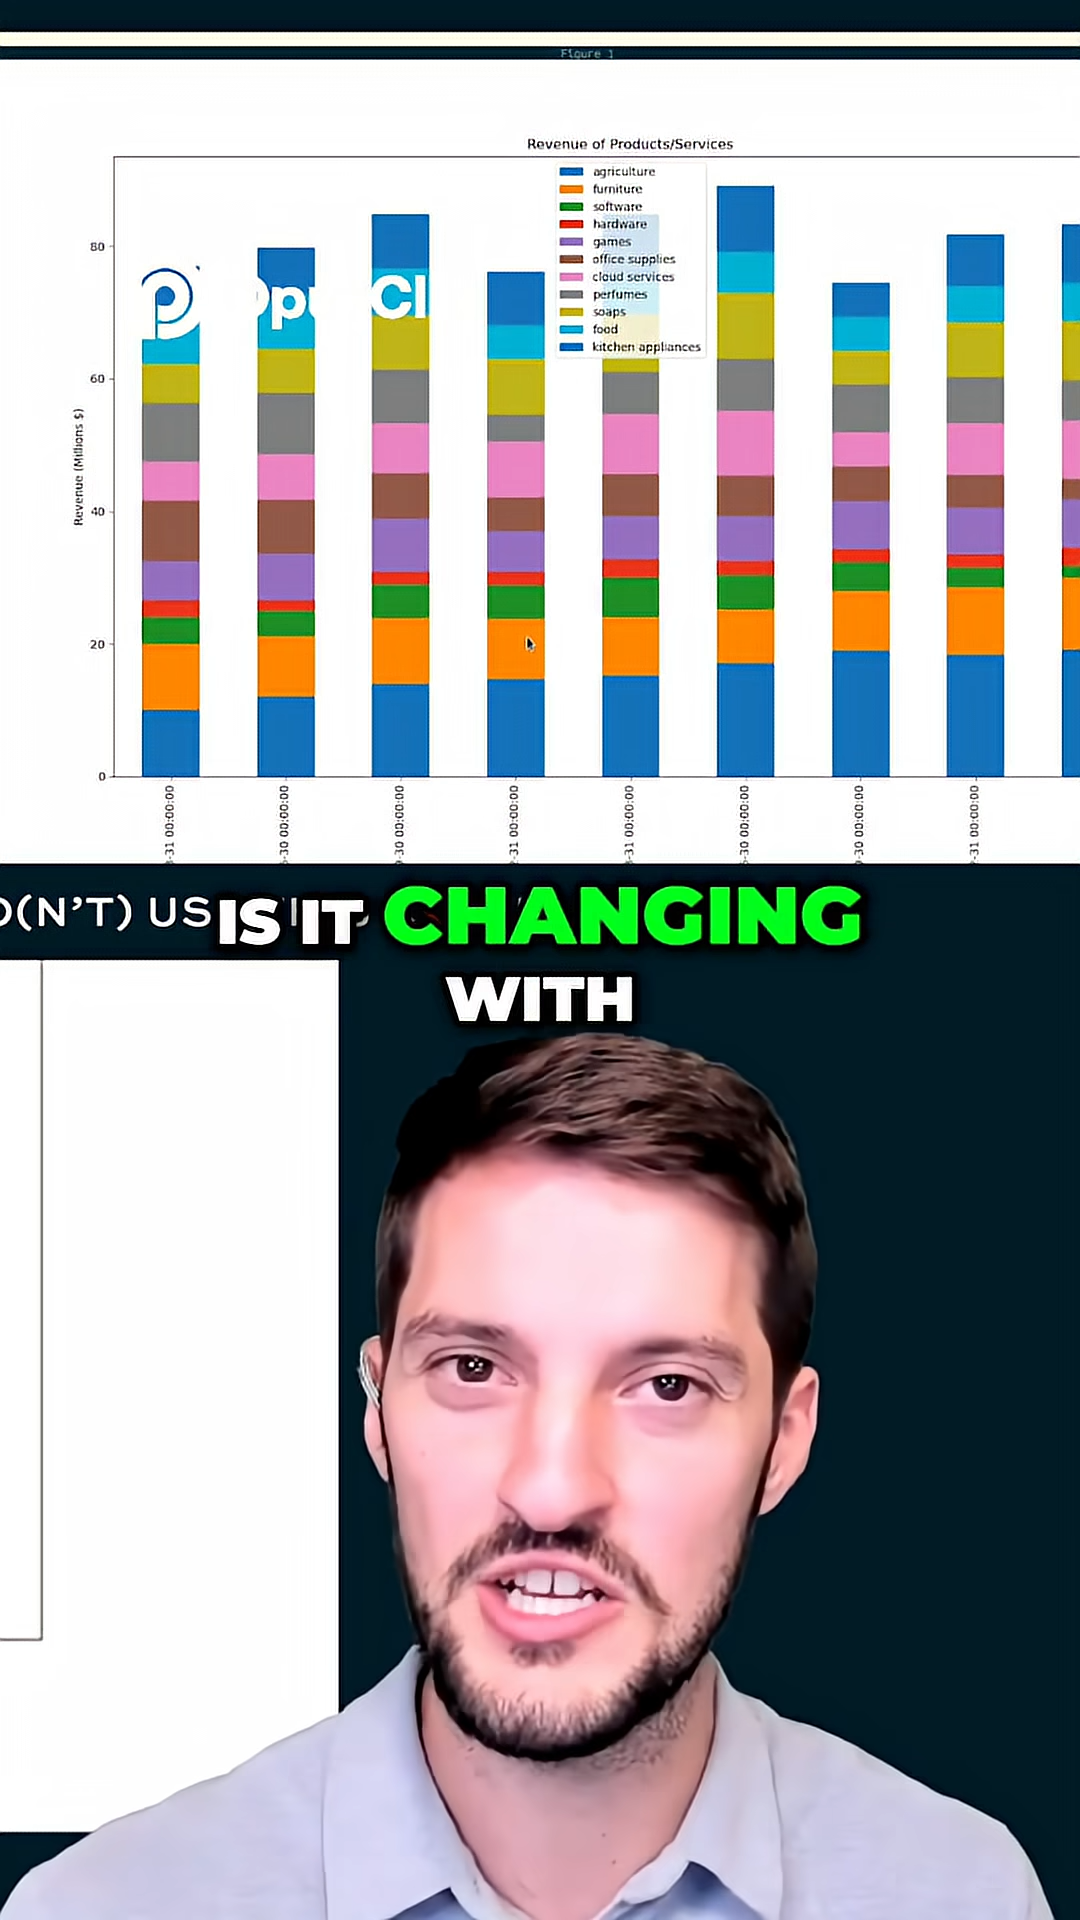 Figure 1
Revenue of Products/Services
agriculture
furniture
software
hardware
games
office supplies
cloud services
perfumes
soaps
food
kitchen appliances
Revenue (Millions $)
80
60
40
20
0
-31 00:00:00
-30 00:00:00
-30 00:00:00
-31 00:00:00
-31 00:00:00
-30 00:00:00
-30 00:00:00
-31 00:00:00
O(N'T) US
IS IT CHANGING
WITH